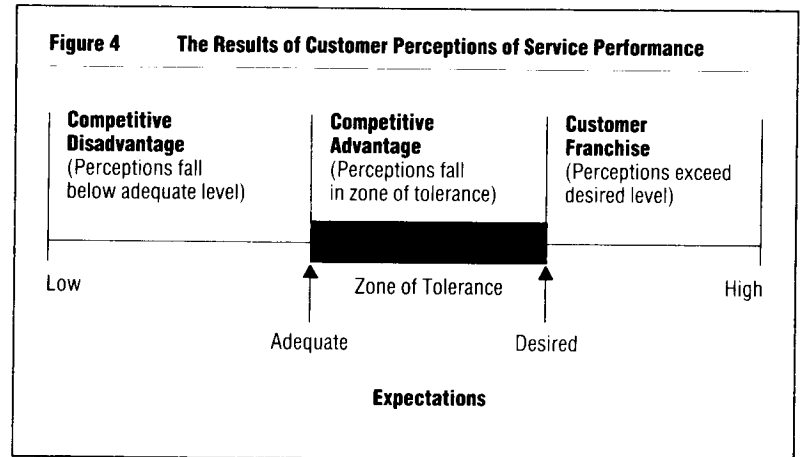 Figure 4 The Results of Customer Perceptions of Service Performance
Competitive
Disadvantage
(Perceptions fall
below adequate level)
Competitive
Advantage
(Perceptions fall
in zone of tolerance)
Customer
Franchise
(Perceptions exceed
desired level)
Low
Zone of Tolerance
High
Adequate
Desired
Expectations